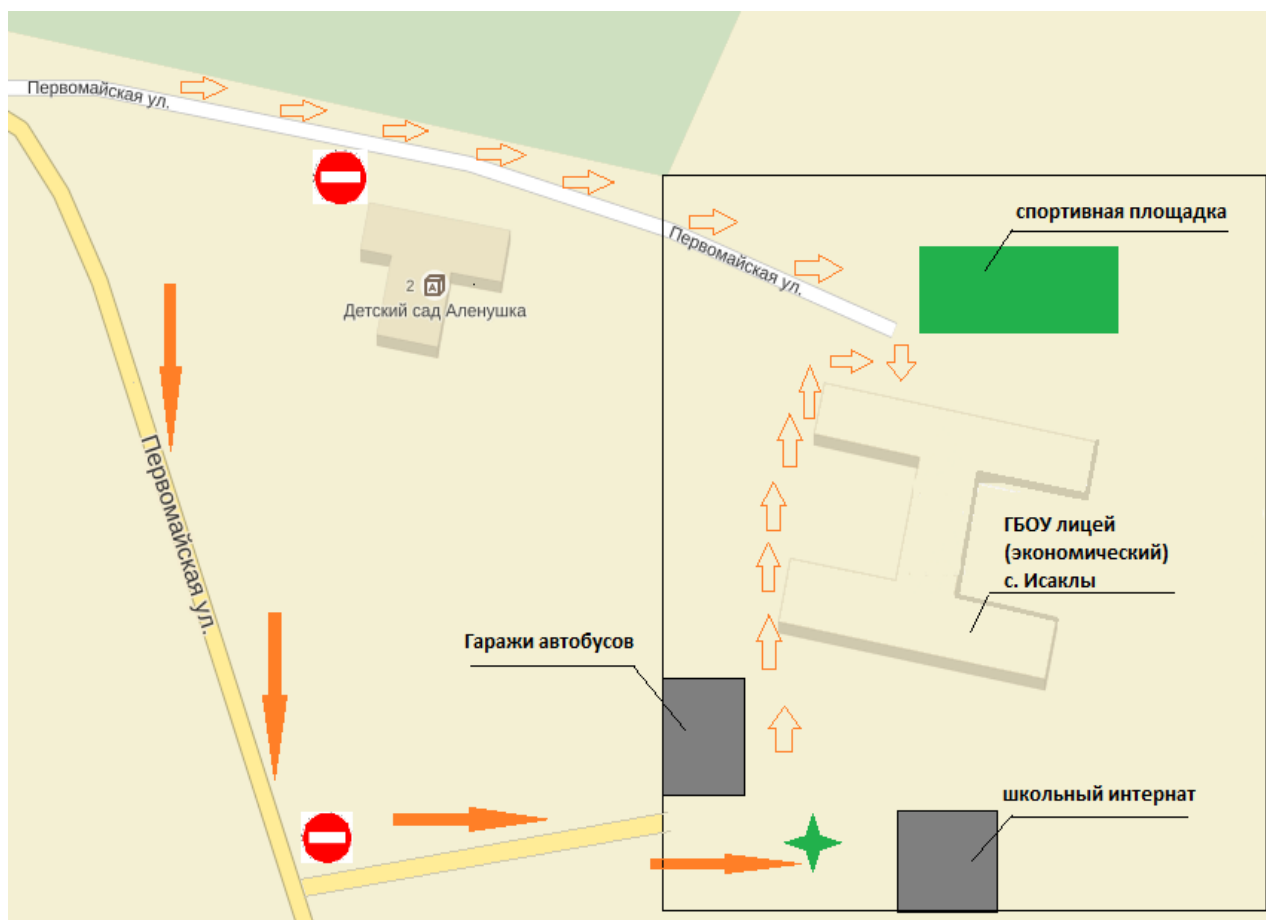 Первомайская ул.
спортивная площадка
Первомайская ул.
2
Детский сад Аленушка
Первомайская ул.
ГБОУ лицей
(экономический)
с. Исаклы
Гаражи автобусов
школьный интернат